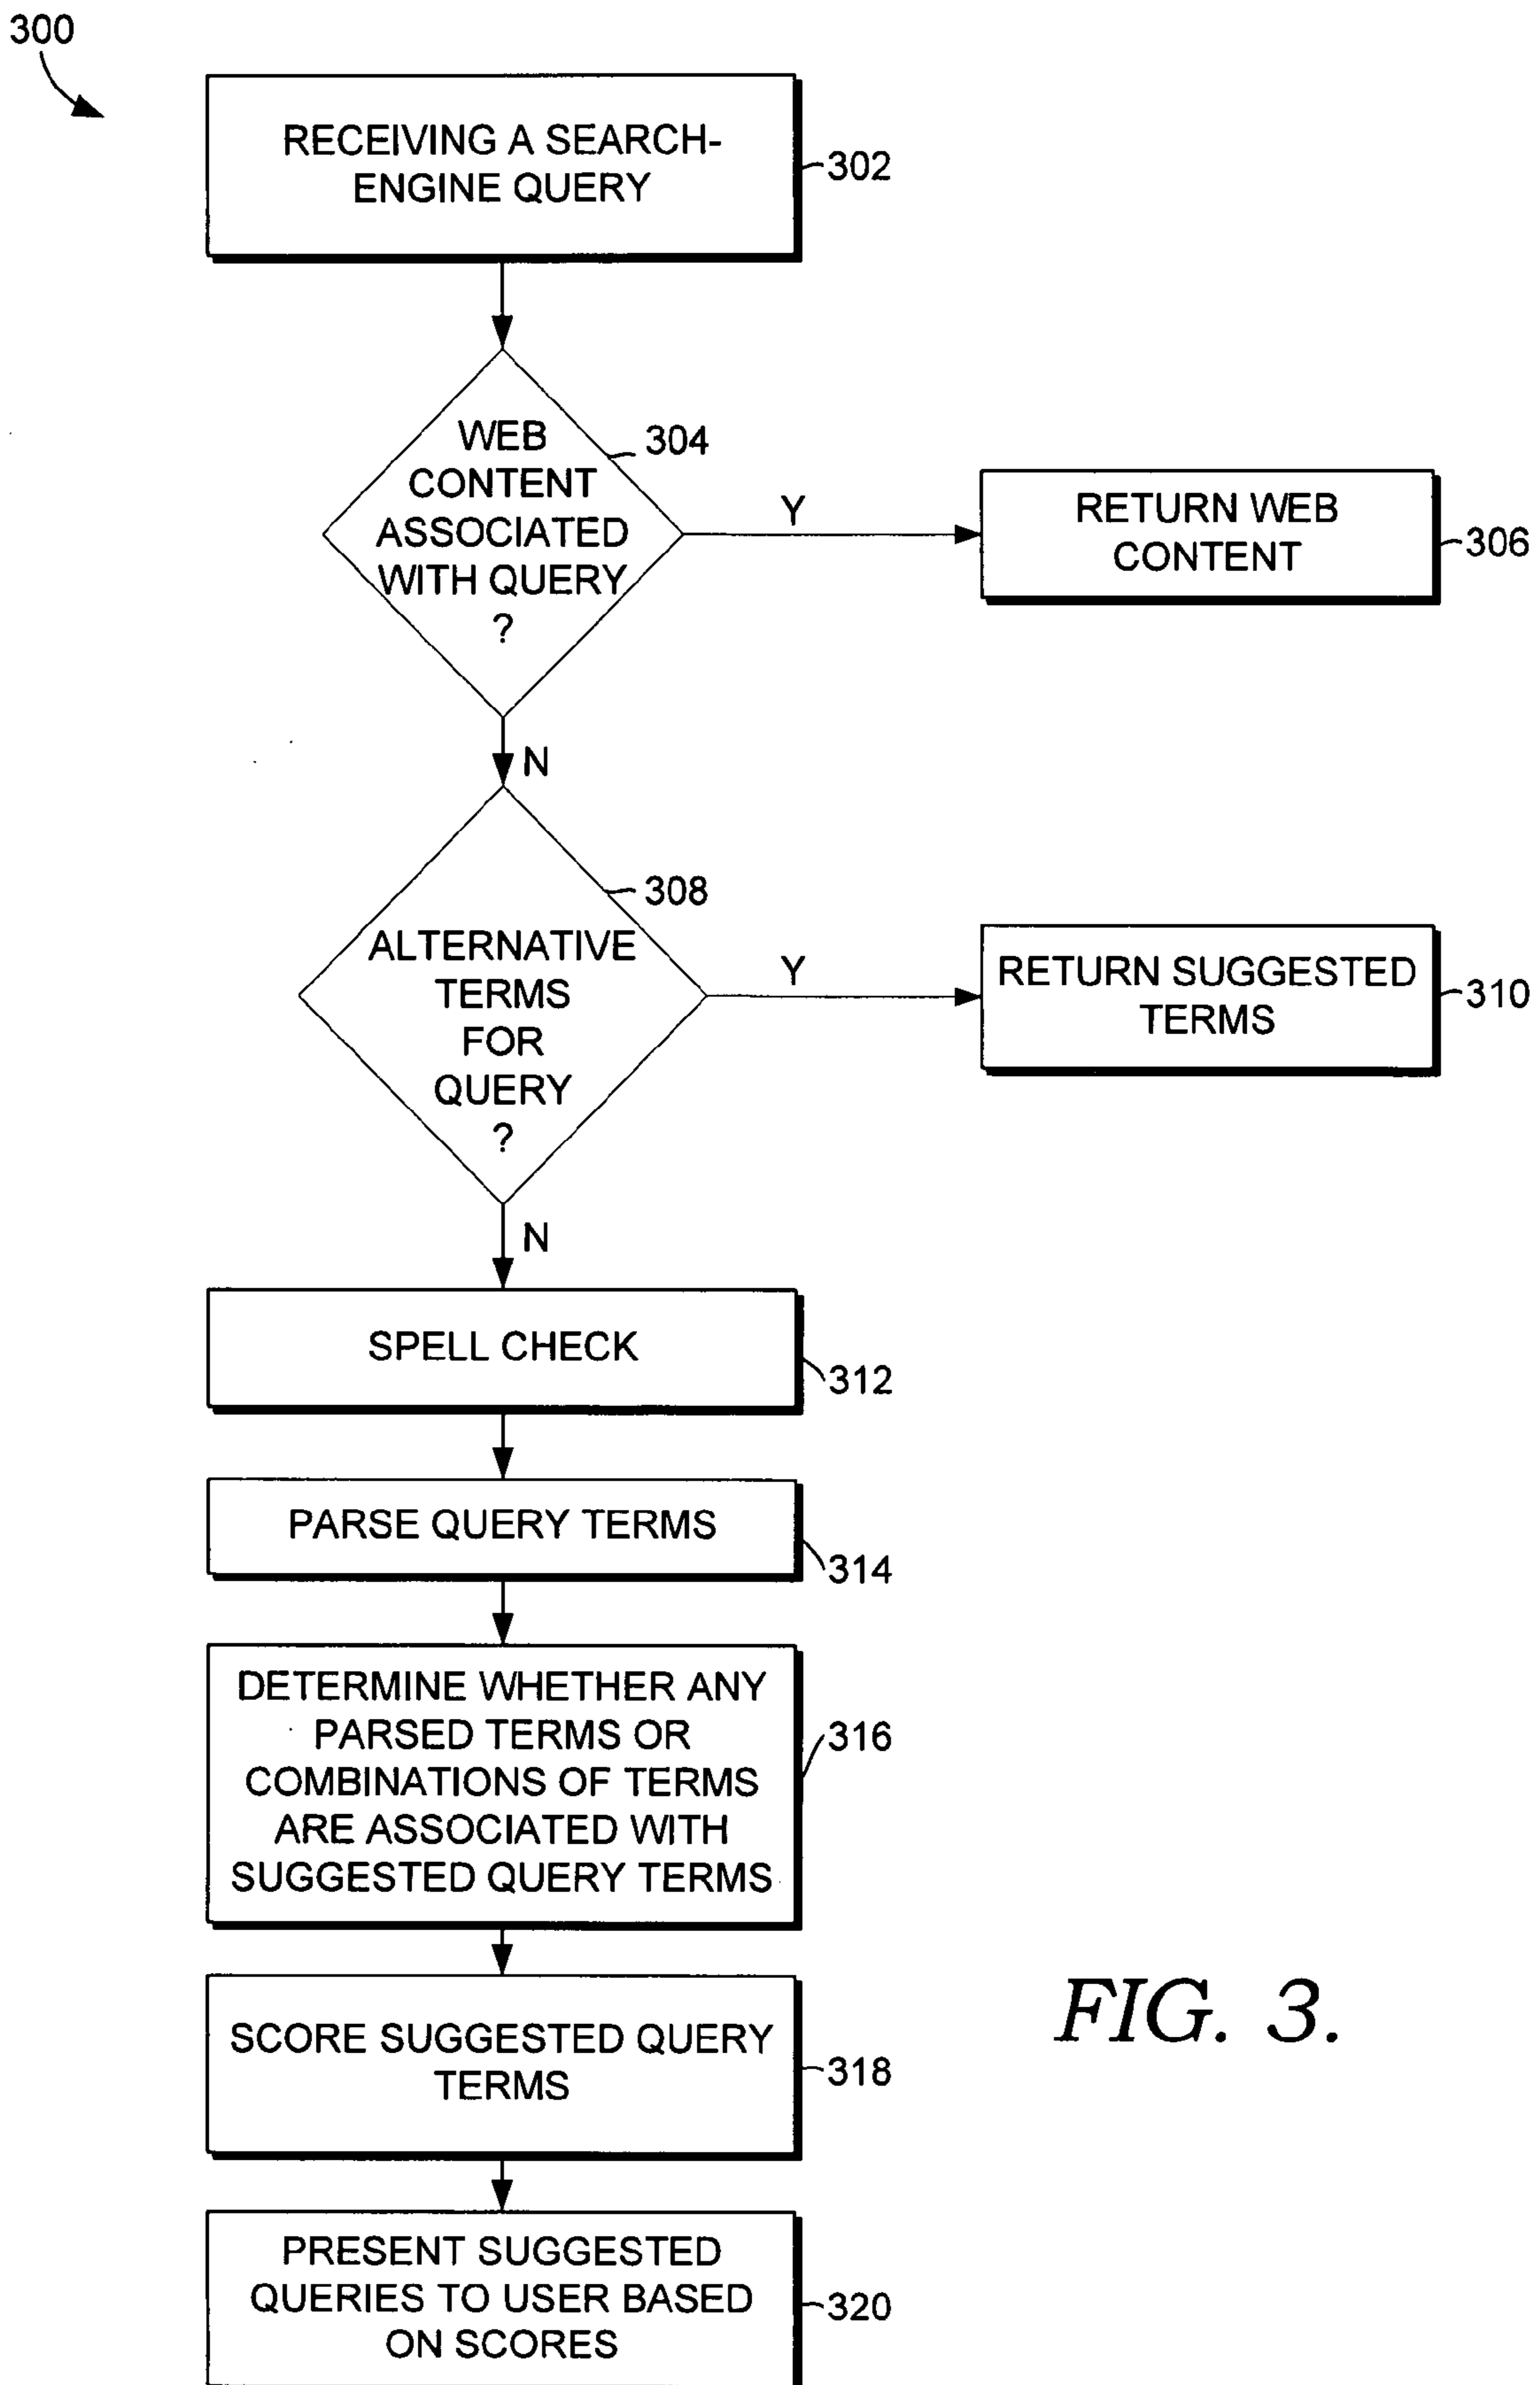 300
RECEIVING A SEARCH-
ENGINE QUERY
302
WEB
CONTENT
ASSOCIATED
WITH QUERY
?
304
Y
RETURN WEB
CONTENT
306
N
ALTERNATIVE
TERMS
FOR
QUERY
?
308
Y
RETURN SUGGESTED
TERMS
310
N
SPELL CHECK
312
PARSE QUERY TERMS
314
DETERMINE WHETHER ANY
PARSED TERMS OR
COMBINATIONS OF TERMS
ARE ASSOCIATED WITH
SUGGESTED QUERY TERMS
316
SCORE SUGGESTED QUERY
TERMS
318
PRESENT SUGGESTED
QUERIES TO USER BASED
ON SCORES
320
FIG. 3.